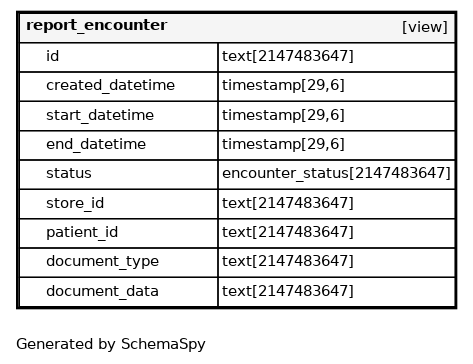 report_encounter [view]
id text[2147483647]
created_datetime timestamp[29,6]
start_datetime timestamp[29,6]
end_datetime timestamp[29,6]
status encounter_status[2147483647]
store_id text[2147483647]
patient_id text[2147483647]
document_type text[2147483647]
document_data text[2147483647]
Generated by SchemaSpy